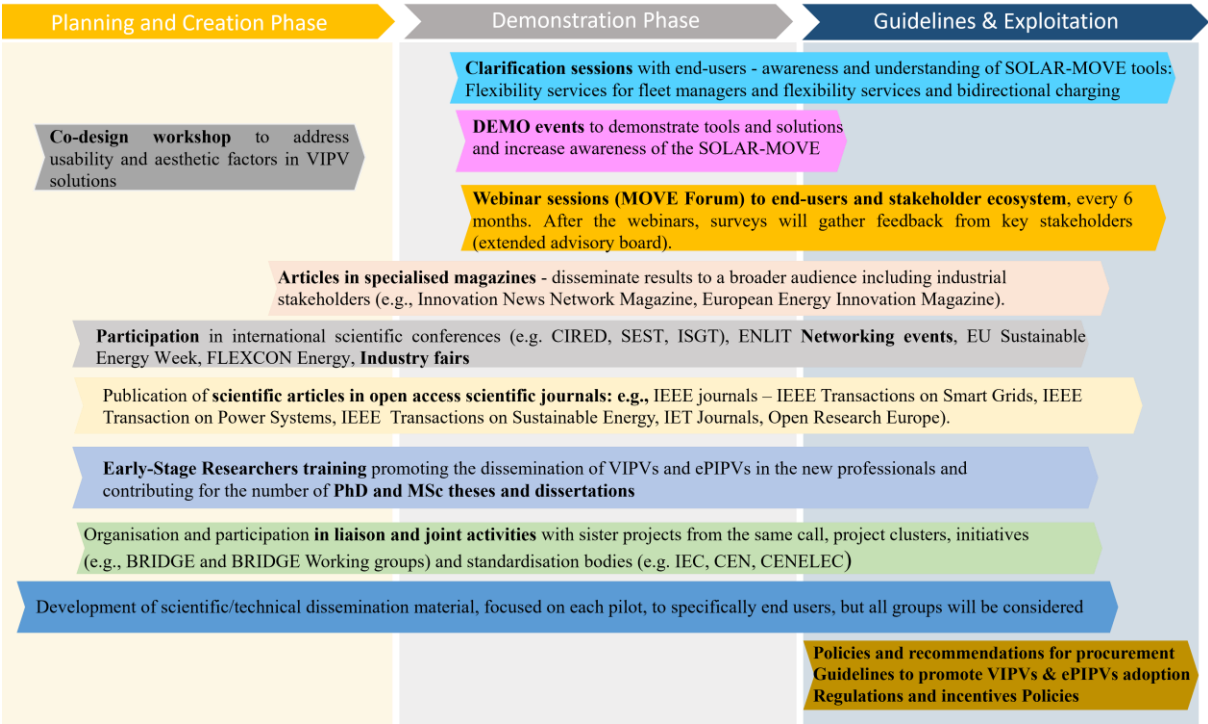 Planning and Creation Phase
Demonstration Phase
Guidelines & Exploitation
Clarification sessions with end-users - awareness and understanding of SOLAR-MOVE tools:
Flexibility services for fleet managers and flexibility services and bidirectional charging
Co-design workshop to address
usability and aesthetic factors in VIPV
solutions
DEMO events to demonstrate tools and solutions
and increase awareness of the SOLAR-MOVE
Webinar sessions (MOVE Forum) to end-users and stakeholder ecosystem, every 6
months. After the webinars, surveys will gather feedback from key stakeholders
(extended advisory board).
Articles in specialised magazines - disseminate results to a broader audience including industrial
stakeholders (e.g., Innovation News Network Magazine, European Energy Innovation Magazine).
Participation in international scientific conferences (e.g. CIRED, SEST, ISGT), ENLIT Networking events, EU Sustainable
Energy Week, FLEXCON Energy, Industry fairs
Publication of scientific articles in open access scientific journals: e.g., IEEE journals – IEEE Transactions on Smart Grids, IEEE
Transaction on Power Systems, IEEE Transactions on Sustainable Energy, IET Journals, Open Research Europe).
Early-Stage Researchers training promoting the dissemination of VIPVs and ePIPVs in the new professionals and
contributing for the number of PhD and MSc theses and dissertations
Organisation and participation in liaison and joint activities with sister projects from the same call, project clusters, initiatives
(e.g., BRIDGE and BRIDGE Working groups) and standardisation bodies (e.g. IEC, CEN, CENELEC)
Development of scientific/technical dissemination material, focused on each pilot, to specifically end users, but all groups will be considered
Policies and recommendations for procurement
Guidelines to promote VIPVs & ePIPVs adoption
Regulations and incentives Policies